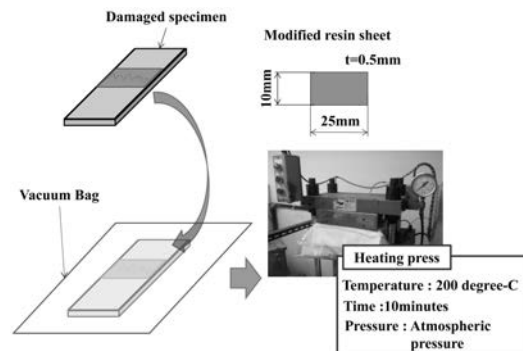 Damaged specimen
Modified resin sheet
t=0.5mm
10mm
25mm
Vacuum Bag
Heating press
Temperature : 200 degree-C
Time :10minutes
Pressure : Atmospheric
pressure